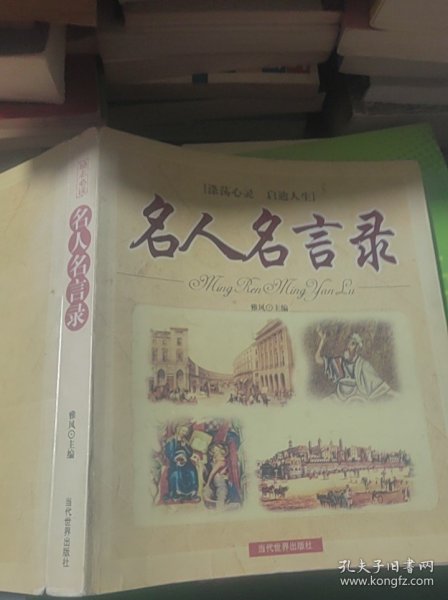 [涤荡心灵 启迪人生]
名人名言录
Ming Ren Ming Yan Lu
雅风⊙主编
当代世界出版社
名人名言录
雅风⊙主编
当代世界出版社
孔夫子旧书网
www.kongfz.com